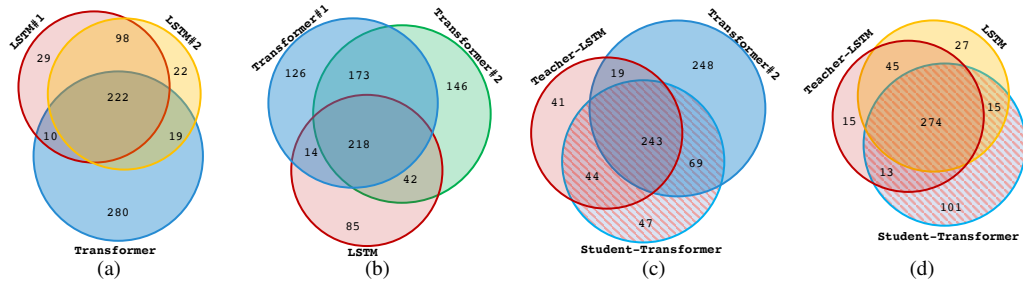 LSTM#1
LSTM#2
29
98
22
222
10
19
280
Transformer
(a)
Transformer#1
Transformer#2
126
173
146
14
218
42
85
LSTM
(b)
Teacher-LSTM
Transformer#2
41
19
248
243
44
69
47
Student-Transformer
(c)
Teacher-LSTM
LSTM
27
45
15
15
274
13
101
Student-Transformer
(d)